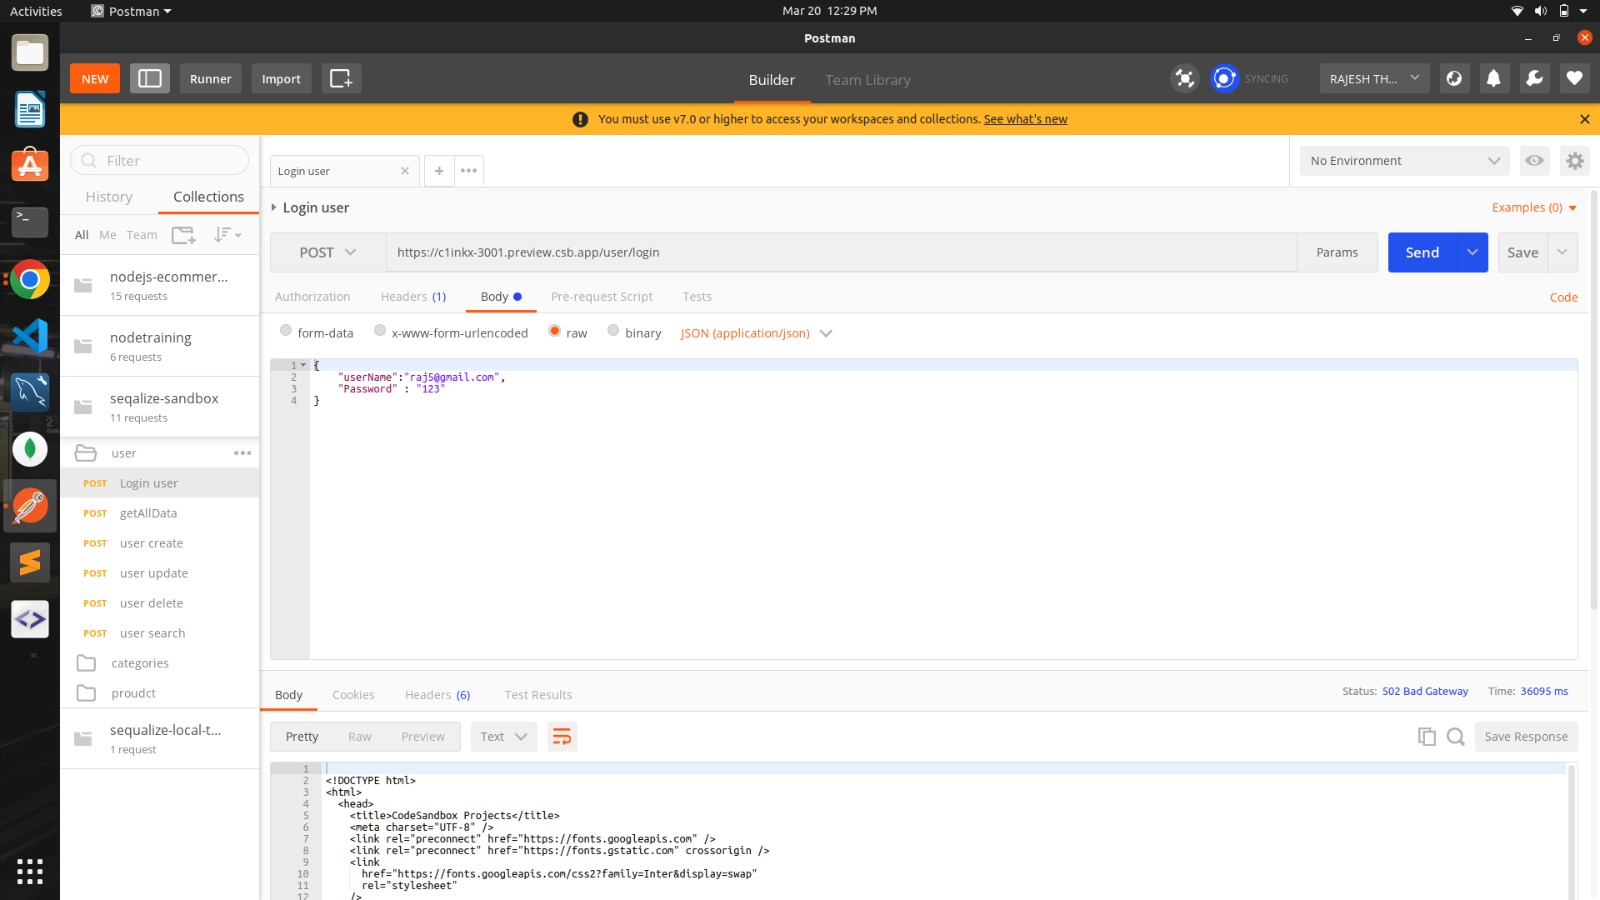 Activities
Postman
Mar 20 12:29 PM
Postman
NEW
Runner
Import
Builder
Team Library
SYNCING
RAJESH TH...
You must use v7.0 or higher to access your workspaces and collections. See what's new
Filter
History
Collections
All Me Team
nodejs-ecommer...
15 requests
nodetraining
6 requests
seqalize-sandbox
11 requests
user
POST Login user
POST getAllData
POST user create
POST user update
POST user delete
POST user search
categories
proudct
sequalize-local-t...
1 request
Login user
No Environment
Login user
Examples (0)
POST
https://c1inkx-3001.preview.csb.app/user/login
Params
Send
Save
Authorization
Headers (1)
Body
Pre-request Script
Tests
Code
form-data
x-www-form-urlencoded
raw
binary
JSON (application/json)
1 {
2 "userName":"raj5@gmail.com",
3 "Password" : "123"
4 }
Body
Cookies
Headers (6)
Test Results
Status: 502 Bad Gateway
Time: 36095 ms
Pretty
Raw
Preview
Text
Save Response
1
2 <!DOCTYPE html>
3 <html>
4 <head>
5 <title>CodeSandbox Projects</title>
6 <meta charset="UTF-8" />
7 <link rel="preconnect" href="https://fonts.googleapis.com" />
8 <link rel="preconnect" href="https://fonts.gstatic.com" crossorigin />
9 <link
10 href="https://fonts.googleapis.com/css2?family=Inter&display=swap"
11 rel="stylesheet"
12 />